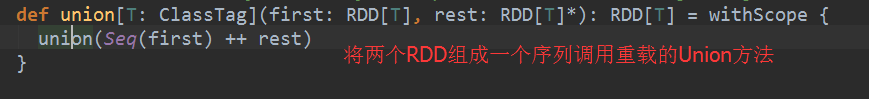 def union[T: ClassTag](first: RDD[T], rest: RDD[T]*): RDD[T] = withScope {
union(Seq(first) ++ rest)
将两个RDD组成一个序列调用重载的Union方法
}